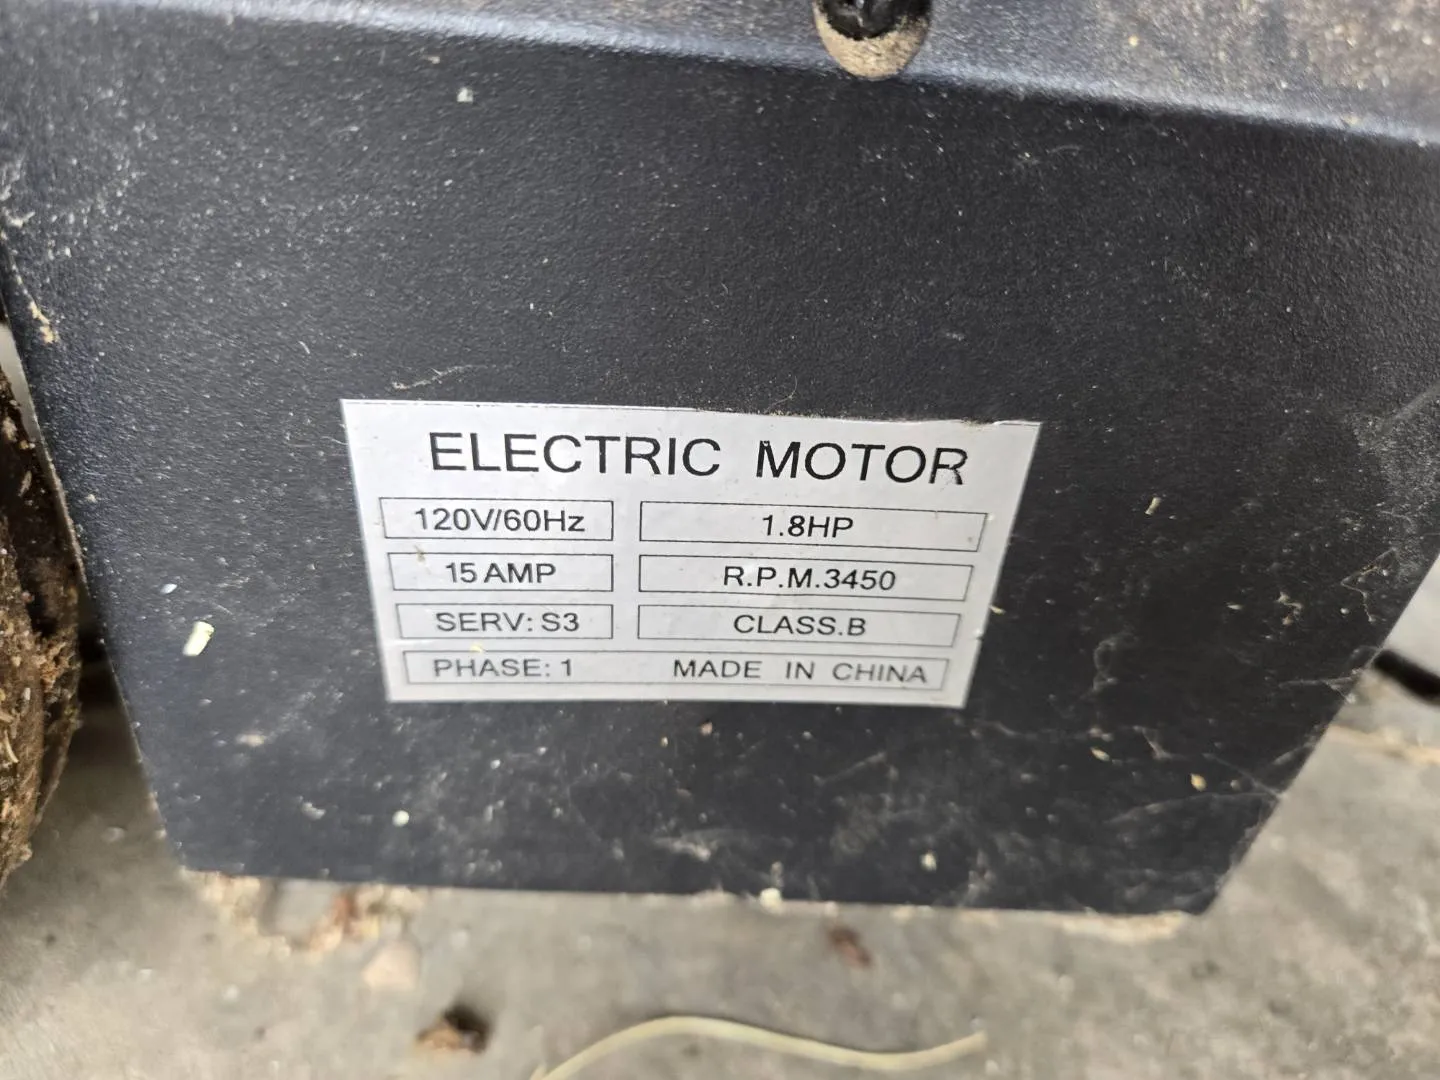 ELECTRIC MOTOR
120V/60Hz 1.8HP
15 AMP R.P.M.3450
SERV: S3 CLASS.B
PHASE: 1 MADE IN CHINA